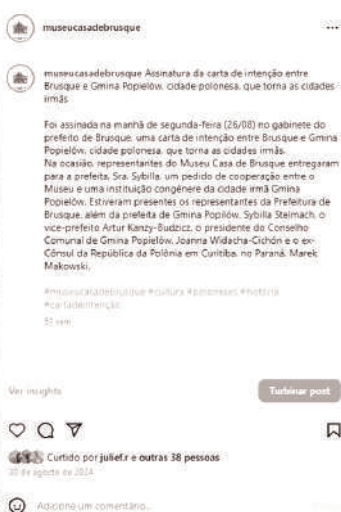 museucasadebrusque
museucasadebrusque Assinatura da carta de intenção entre
Brusque e Gmina Popielów, cidade polonesa, que torna as cidades
irmãs
Foi assinada na manhã de segunda-feira (26/08) no gabinete do
prefeito de Brusque, uma carta de intenção entre Brusque e Gmina
Popielów, cidade polonesa, que torna as cidades irmãs.
Na ocasião, representantes do Museu Casa de Brusque entregaram
para a prefeita, Sra. Sybilla, um pedido de cooperação entre o
Museu e uma instituição congênere da cidade irmã Gmina
Popielów. Estiveram presentes os representantes da Prefeitura de
Brusque, além da prefeita de Gmina Popilów, Sybilla Stelmach, o
vice-prefeito Artur Kanzy-Budzicz, o presidente do Conselho
Comunal de Gmina Popielów, Joanna Widacha-Cichón e o ex-
Cônsul da República da Polônia em Curitiba, no Paraná, Marek
Makowski.
#museucasadebrusque #cultura #poloneses #história
#cartadeintenção
Ver insights
Turbinar post
Curtido por julief.r e outras 38 pessoas
30 de agosto de 2024
Adicione um comentário...